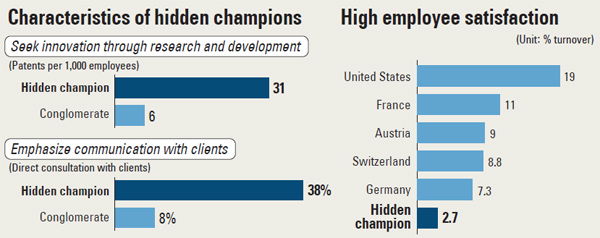 Characteristics of hidden champions
Seek innovation through research and development
(Patents per 1,000 employees)
Hidden champion 31
Conglomerate 6
Emphasize communication with clients
(Direct consultation with clients)
Hidden champion 38%
Conglomerate 8%
High employee satisfaction
(Unit: % turnover)
United States 19
France 11
Austria 9
Switzerland 8.8
Germany 7.3
Hidden
champion 2.7